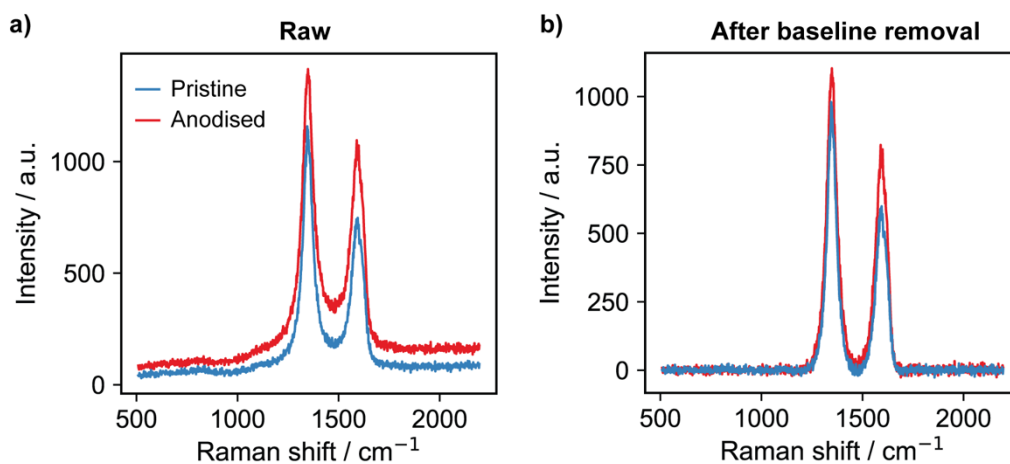 a)
Raw
Pristine
Anodised
1000
500
0
Intensity / a.u.
500 1000 1500 2000
Raman shift / cm⁻¹
b)
After baseline removal
1000
750
500
250
0
Intensity / a.u.
500 1000 1500 2000
Raman shift / cm⁻¹